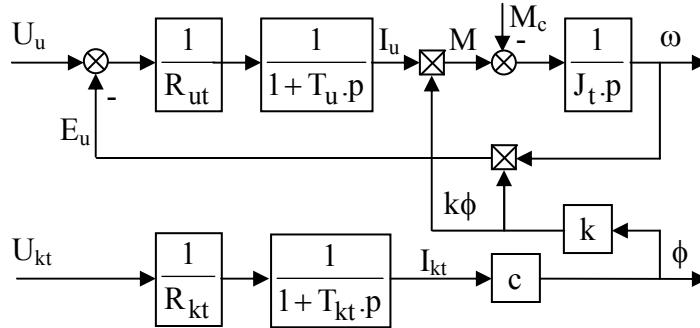 U_u
-
1
R_ut
1
1 + T_u.p
I_u
M
M_c
-
1
J_t.p
ω
E_u
kϕ
k
U_kt
1
R_kt
1
1 + T_kt.p
I_kt
c
ϕ